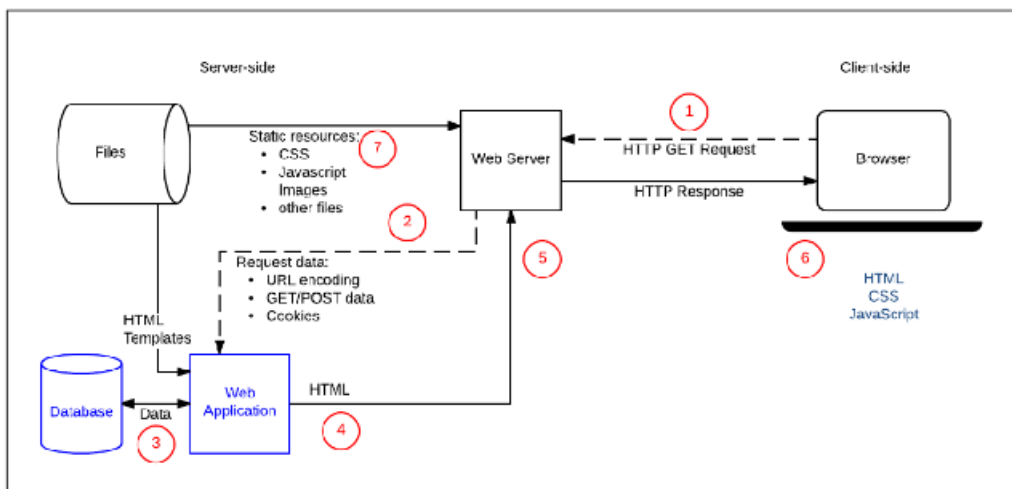 Server-side
Client-side
1
Files
Static resources:
7
• CSS
• Javascript
Images
• other files
Web Server
HTTP GET Request
Browser
HTTP Response
2
5
6
Request data:
• URL encoding
• GET/POST data
• Cookies
HTML
CSS
JavaScript
HTML
Templates
Database
Data
3
Web
Application
HTML
4